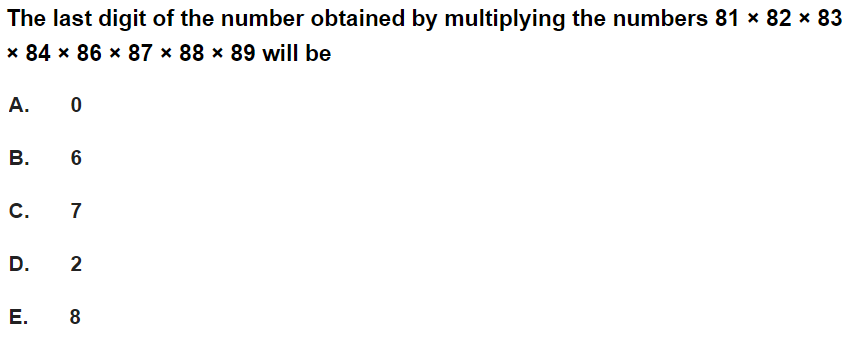 The last digit of the number obtained by multiplying the numbers 81 × 82 × 83
× 84 × 86 × 87 × 88 × 89 will be
A. 0
B. 6
C. 7
D. 2
E. 8